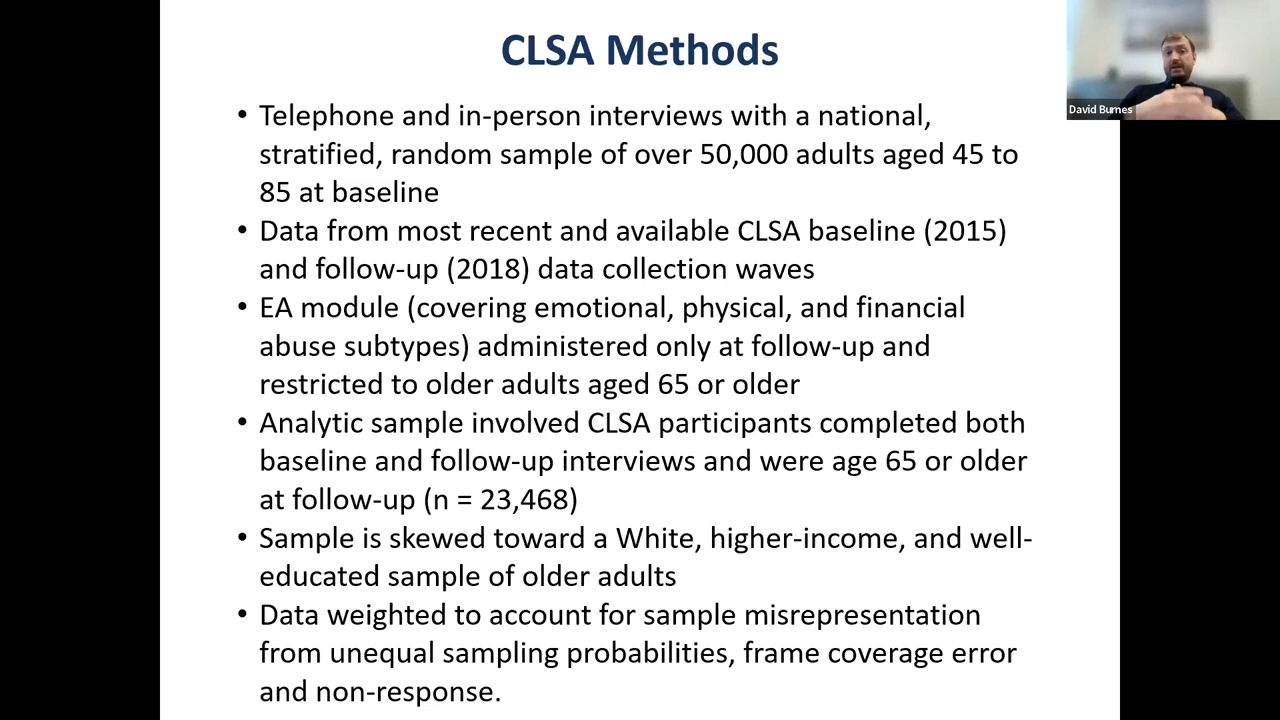 CLSA Methods
• Telephone and in-person interviews with a national,
stratified, random sample of over 50,000 adults aged 45 to
85 at baseline
• Data from most recent and available CLSA baseline (2015)
and follow-up (2018) data collection waves
• EA module (covering emotional, physical, and financial
abuse subtypes) administered only at follow-up and
restricted to older adults aged 65 or older
• Analytic sample involved CLSA participants completed both
baseline and follow-up interviews and were age 65 or older
at follow-up (n = 23,468)
• Sample is skewed toward a White, higher-income, and well-
educated sample of older adults
• Data weighted to account for sample misrepresentation
from unequal sampling probabilities, frame coverage error
and non-response.
David Burnes